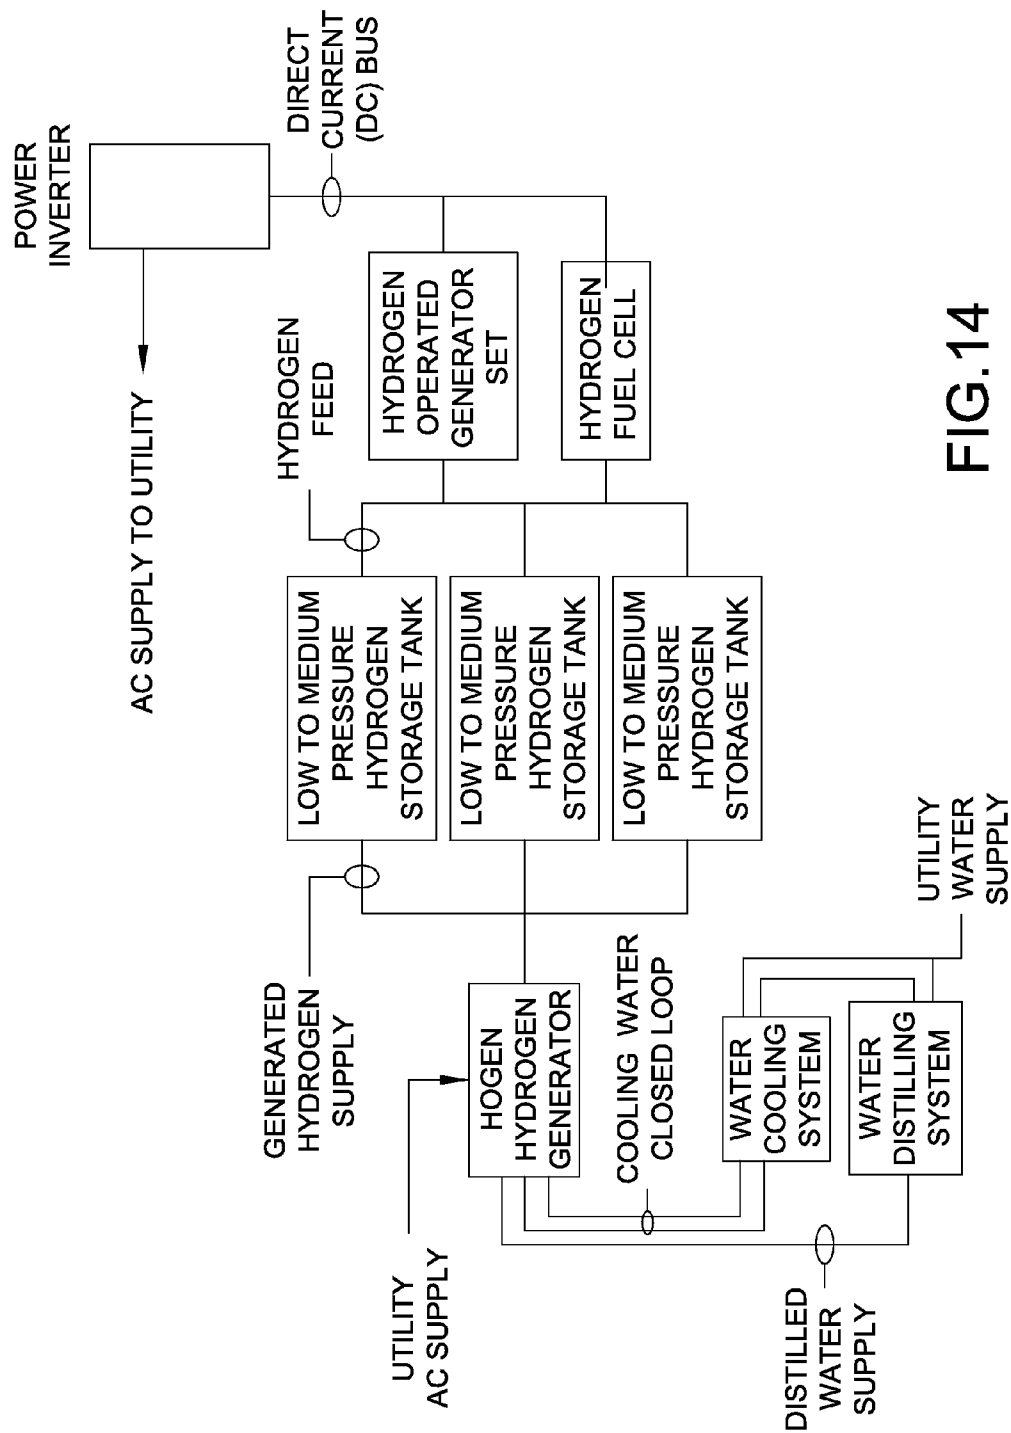 POWER
INVERTER
DIRECT
CURRENT
(DC) BUS
AC SUPPLY TO UTILITY
HYDROGEN
FEED
HYDROGEN
OPERATED
GENERATOR
SET
HYDROGEN
FUEL CELL
LOW TO MEDIUM
PRESSURE
HYDROGEN
STORAGE TANK
LOW TO MEDIUM
PRESSURE
HYDROGEN
STORAGE TANK
LOW TO MEDIUM
PRESSURE
HYDROGEN
STORAGE TANK
GENERATED
HYDROGEN
SUPPLY
HOGEN
HYDROGEN
GENERATOR
UTILITY
AC SUPPLY
COOLING WATER
CLOSED LOOP
WATER
COOLING
SYSTEM
WATER
DISTILLING
SYSTEM
UTILITY
WATER
SUPPLY
DISTILLED
WATER
SUPPLY
FIG.14